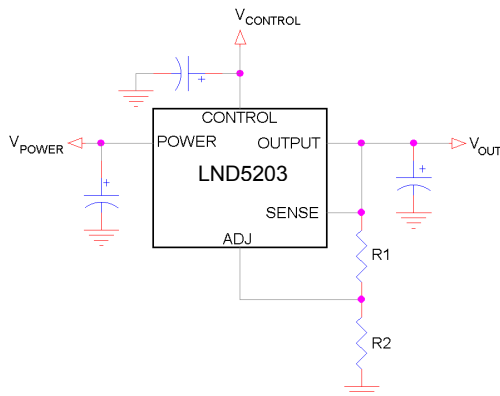 VCONTROL
+
CONTROL
VPOWER
POWER
OUTPUT
VOUT
LND5203
+
+
SENSE
ADJ
R1
R2